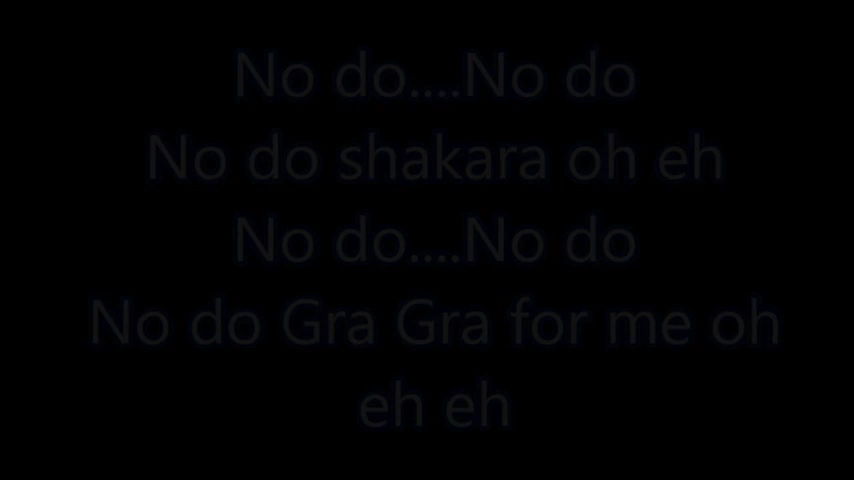 No do....No do
No do shakara oh eh
No do....No do
No do Gra Gra for me oh
eh eh